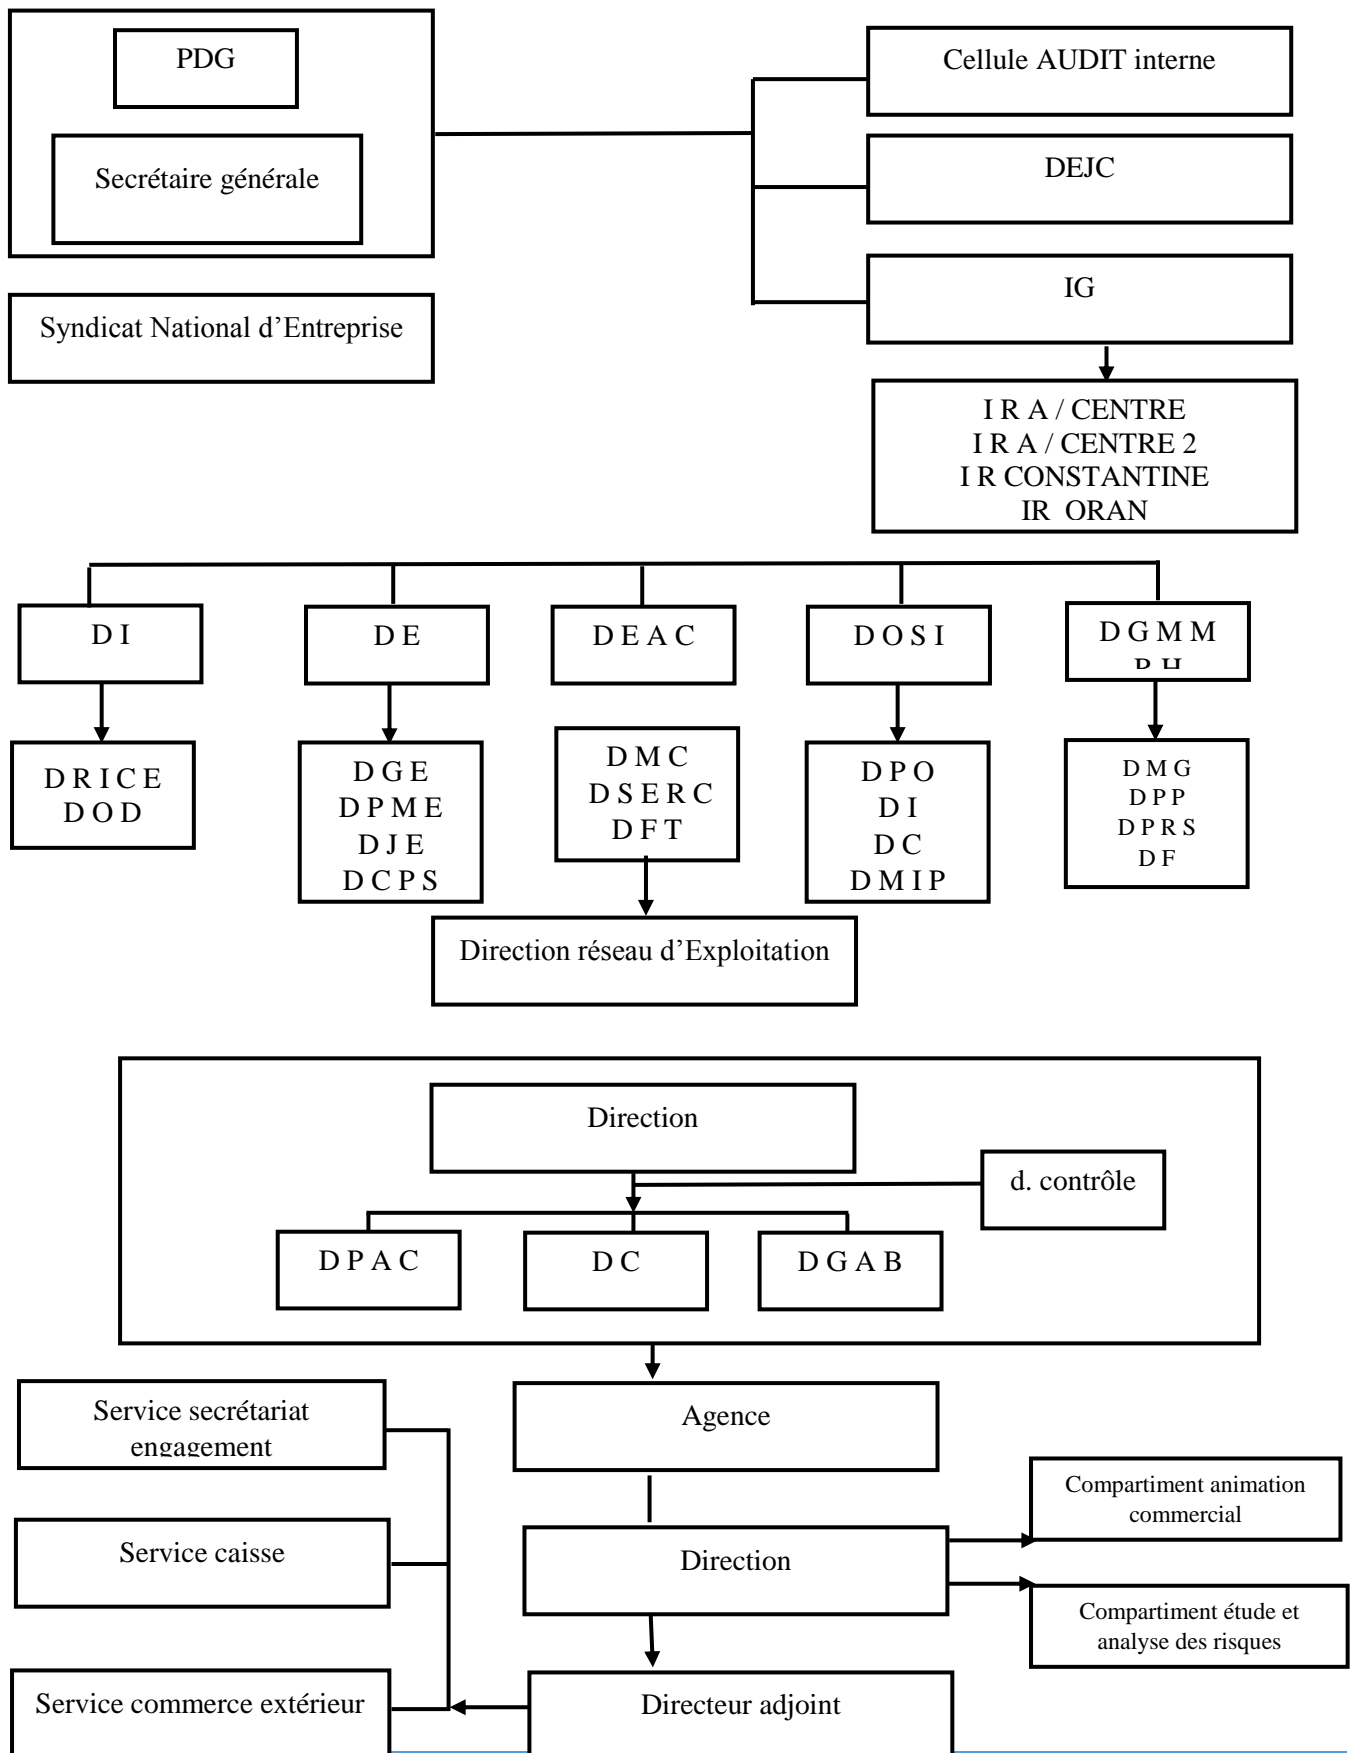 PDG
Secrétaire générale
Syndicat National d’Entreprise
Cellule AUDIT interne
DEJC
IG
I R A / CENTRE
I R A / CENTRE 2
I R CONSTANTINE
IR ORAN
D I
D E
D E A C
D O S I
D G M M
D R I C E
D O D
D G E
D P M E
D J E
D C P S
D M C
D S E R C
D F T
D P O
D I
D C
D M I P
D M G
D P P
D P R S
D F
Direction réseau d’Exploitation
Direction
d. contrôle
D P A C
D C
D G A B
Agence
Service secrétariat
engagement
Service caisse
Service commerce extérieur
Direction
Compartiment animation
commercial
Compartiment étude et
analyse des risques
Directeur adjoint